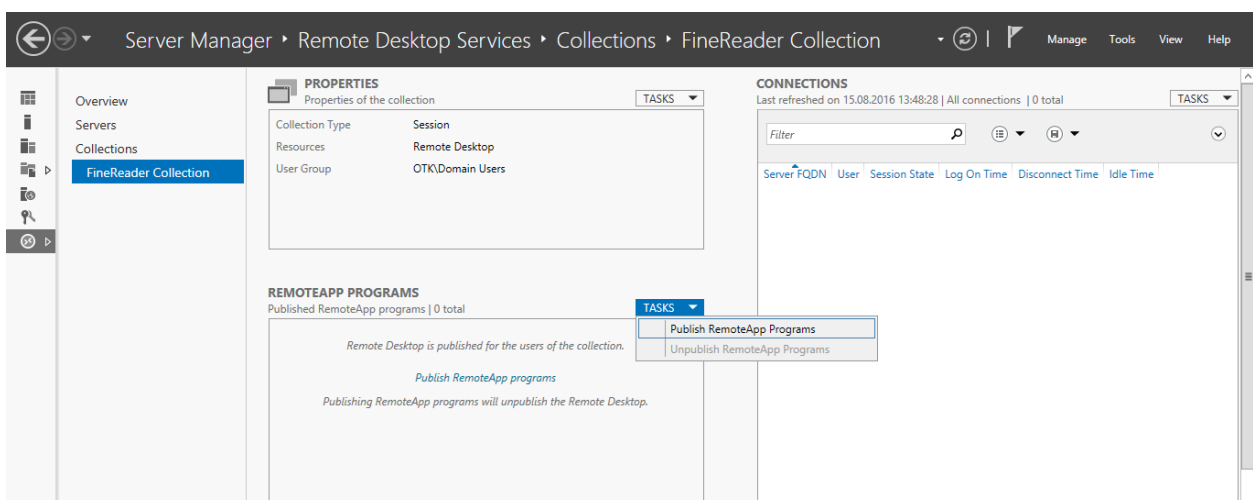 Server Manager ‣ Remote Desktop Services ‣ Collections ‣ FineReader Collection
Manage Tools View Help
Overview
Servers
Collections
FineReader Collection
PROPERTIES
Properties of the collection
TASKS
Collection Type Session
Resources Remote Desktop
User Group OTK\Domain Users
REMOTEAPP PROGRAMS
Published RemoteApp programs | 0 total
TASKS
Publish RemoteApp Programs
Unpublish RemoteApp Programs
Remote Desktop is published for the users of the collection.
Publish RemoteApp programs
Publishing RemoteApp programs will unpublish the Remote Desktop.
CONNECTIONS
Last refreshed on 15.08.2016 13:48:28 | All connections | 0 total
TASKS
Filter
Server FQDN User Session State Log On Time Disconnect Time Idle Time